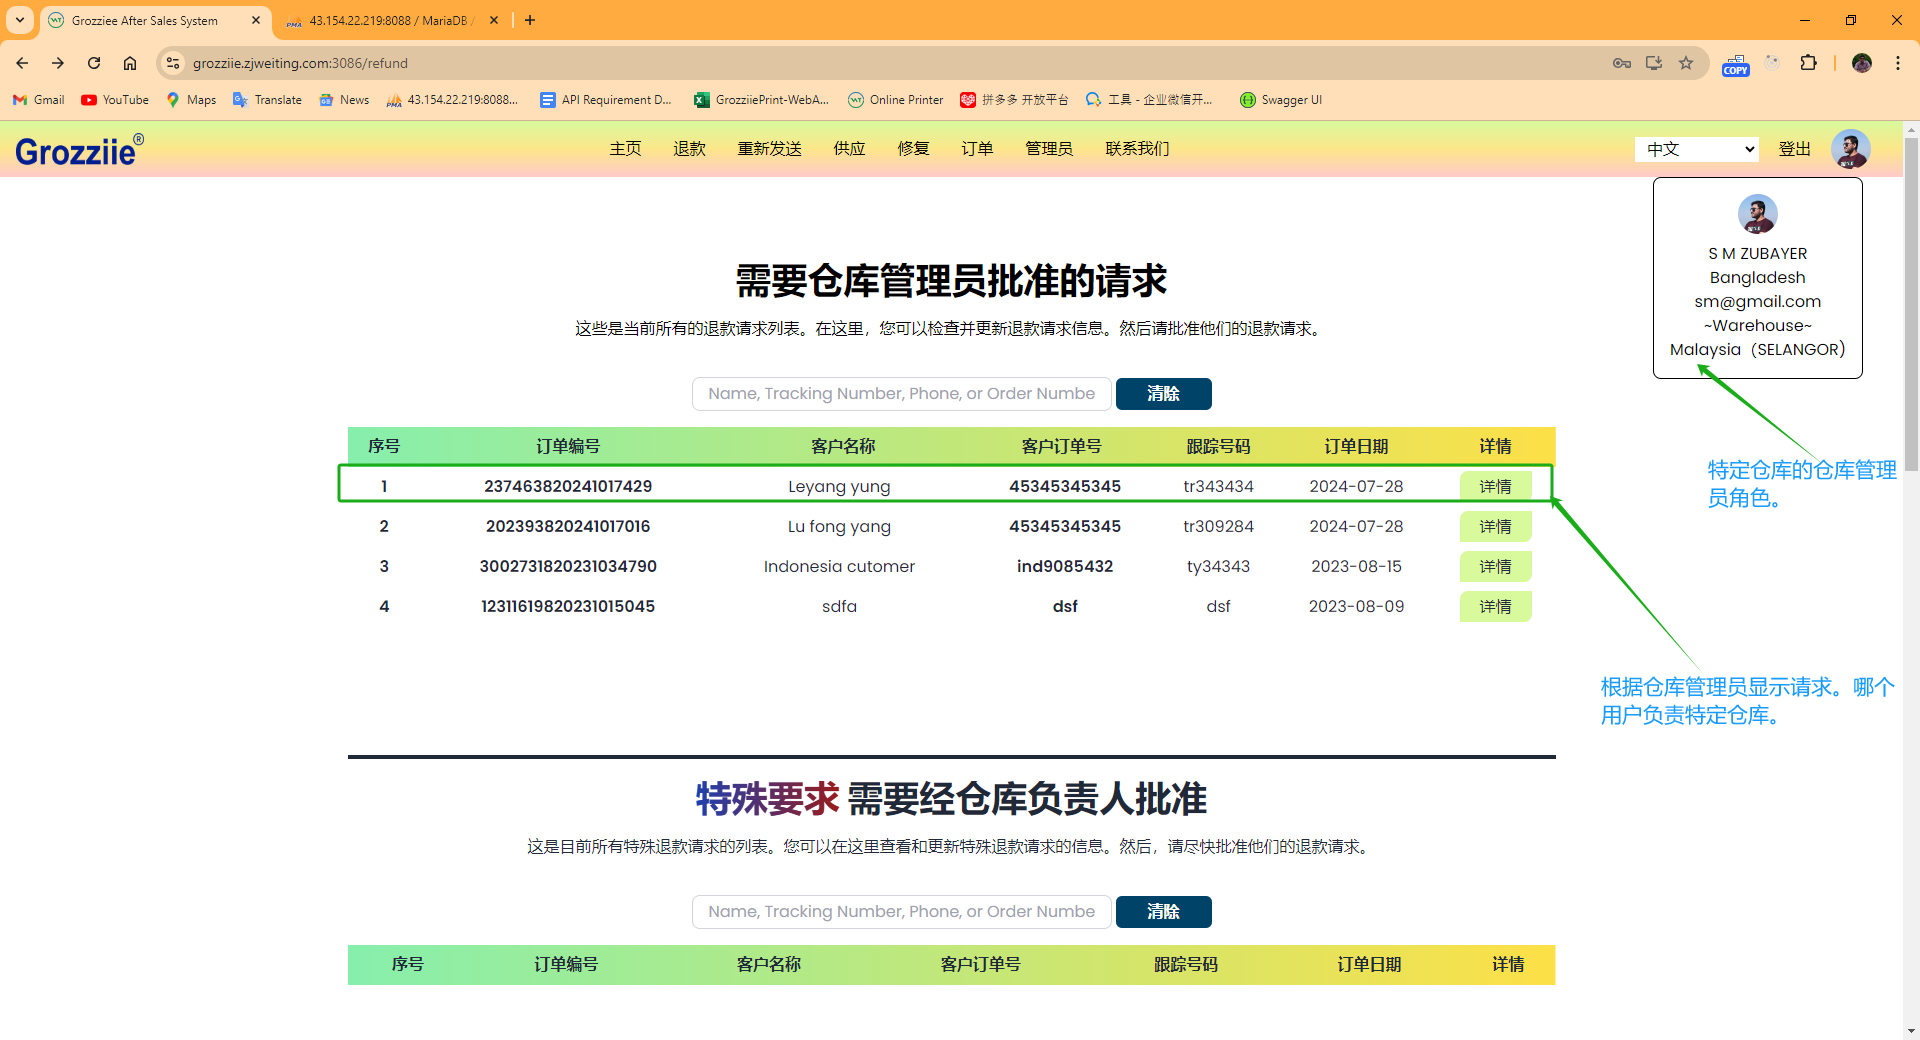 Grozziee After Sales System
43.154.22.219:8088 / MariaDB
grozziie.zjweiting.com:3086/refund
COPY
Gmail
YouTube
Maps
Translate
News
43.154.22.219:8088...
API Requirement D...
GrozziiePrint-WebA...
Online Printer
拼多多 开放平台
工具 - 企业微信开...
Swagger UI
Grozziie®
主页
退款
重新发送
供应
修复
订单
管理员
联系我们
中文
登出
S M ZUBAYER
Bangladesh
sm@gmail.com
~Warehouse~
Malaysia（SELANGOR）
需要仓库管理员批准的请求
这些是当前所有的退款请求列表。在这里，您可以检查并更新退款请求信息。然后请批准他们的退款请求。
Name, Tracking Number, Phone, or Order Numbe
清除
序号 订单编号 客户名称 客户订单号 跟踪号码 订单日期 详情
1 237463820241017429 Leyang yung 45345345345 tr343434 2024-07-28 详情
2 202393820241017016 Lu fong yang 45345345345 tr309284 2024-07-28 详情
3 3002731820231034790 Indonesia cutomer ind9085432 ty34343 2023-08-15 详情
4 12311619820231015045 sdfa dsf dsf 2023-08-09 详情
特定仓库的仓库管理
员角色。
根据仓库管理员显示请求。哪个
用户负责特定仓库。
特殊要求 需要经仓库负责人批准
这是目前所有特殊退款请求的列表。您可以在这里查看和更新特殊退款请求的信息。然后，请尽快批准他们的退款请求。
Name, Tracking Number, Phone, or Order Numbe
清除
序号 订单编号 客户名称 客户订单号 跟踪号码 订单日期 详情